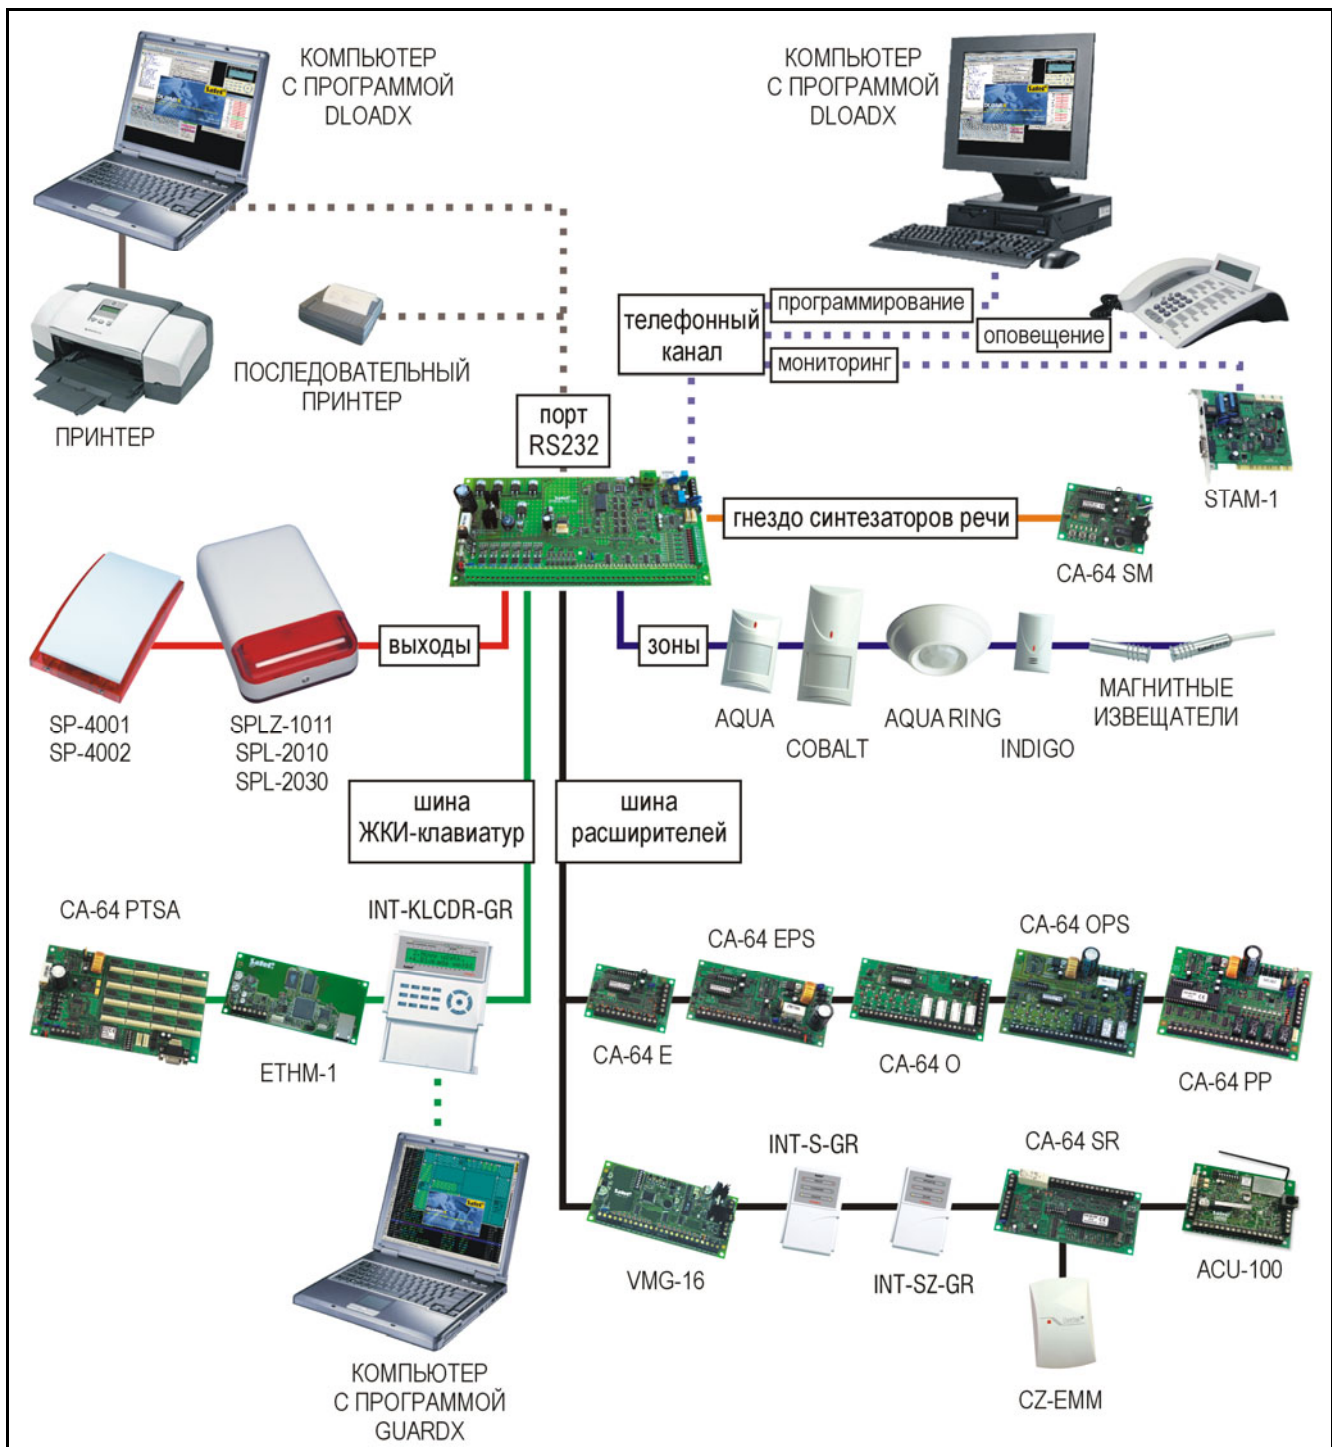 КОМПЬЮТЕР
С ПРОГРАММОЙ
DLOADX
КОМПЬЮТЕР
С ПРОГРАММОЙ
DLOADX
ПРИНТЕР
ПОСЛЕДОВАТЕЛЬНЫЙ
ПРИНТЕР
порт
RS232
телефонный
канал
программирование
оповещение
мониторинг
STAM-1
гнездо синтезаторов речи
CA-64 SM
выходы
зоны
SP-4001
SP-4002
SPLZ-1011
SPL-2010
SPL-2030
AQUA
COBALT
AQUA RING
INDIGO
МАГНИТНЫЕ
ИЗВЕЩАТЕЛИ
шина
ЖКИ-клавиатур
шина
расширителей
CA-64 PTSA
ETHM-1
INT-KLCDR-GR
CA-64 E
CA-64 EPS
CA-64 O
CA-64 OPS
CA-64 PP
VMG-16
INT-S-GR
INT-SZ-GR
CA-64 SR
ACU-100
CZ-EMM
КОМПЬЮТЕР
С ПРОГРАММОЙ
GUARDX